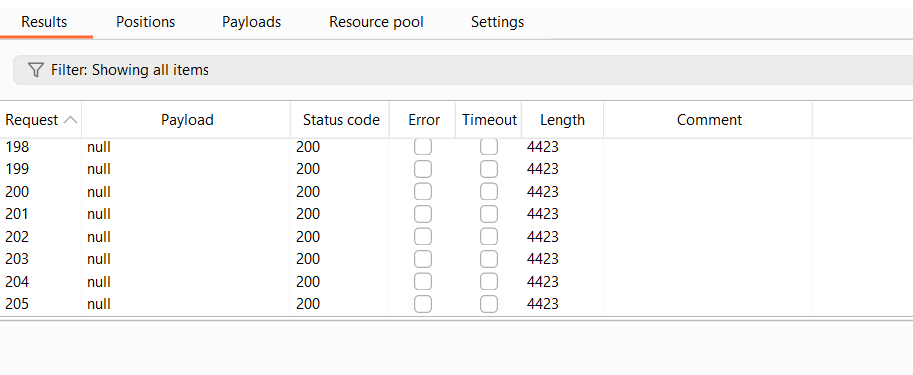 Results Positions Payloads Resource pool Settings
Filter: Showing all items
Request Payload Status code Error Timeout Length Comment
198 null 200 4423
199 null 200 4423
200 null 200 4423
201 null 200 4423
202 null 200 4423
203 null 200 4423
204 null 200 4423
205 null 200 4423